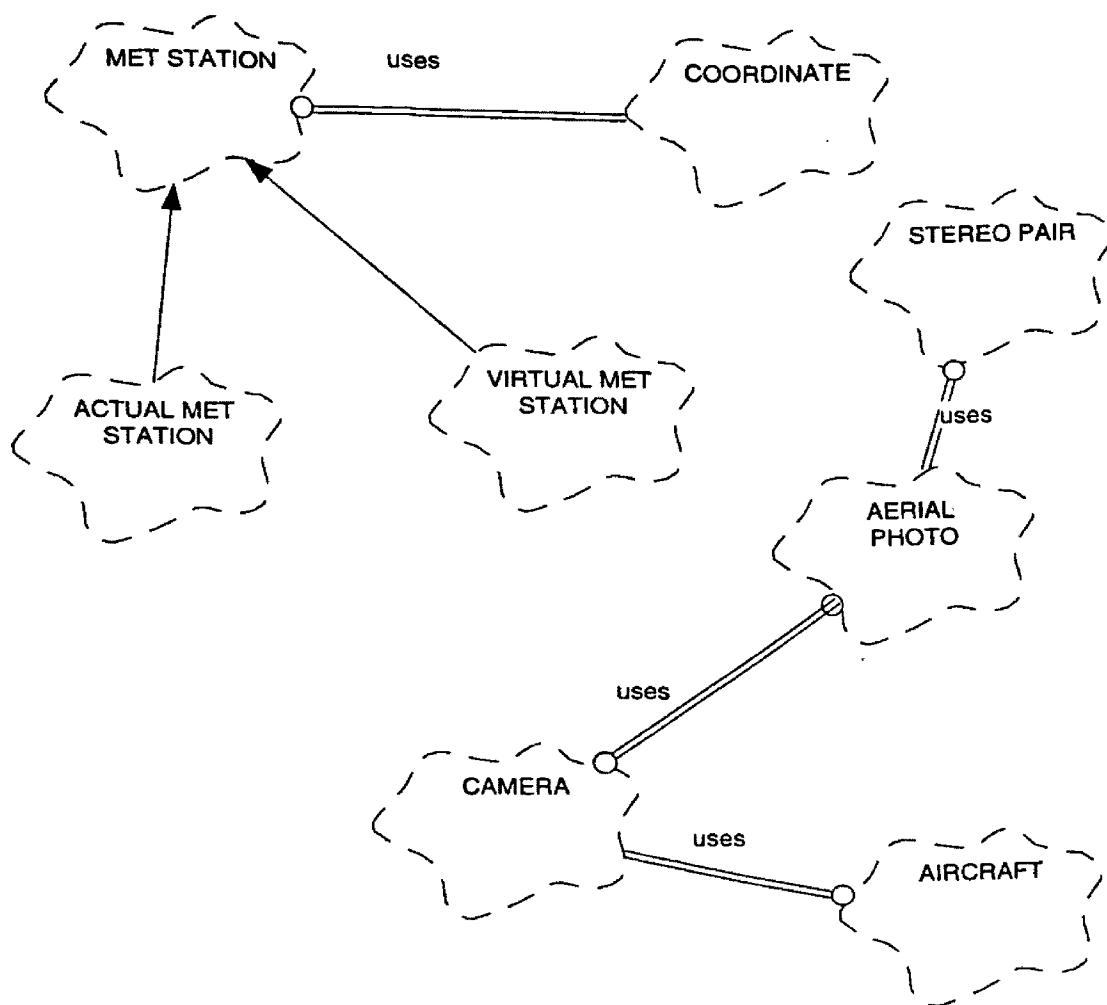 MET STATION
uses
COORDINATE
STEREO PAIR
VIRTUAL MET
STATION
ACTUAL MET
STATION
uses
AERIAL
PHOTO
uses
CAMERA
uses
AIRCRAFT